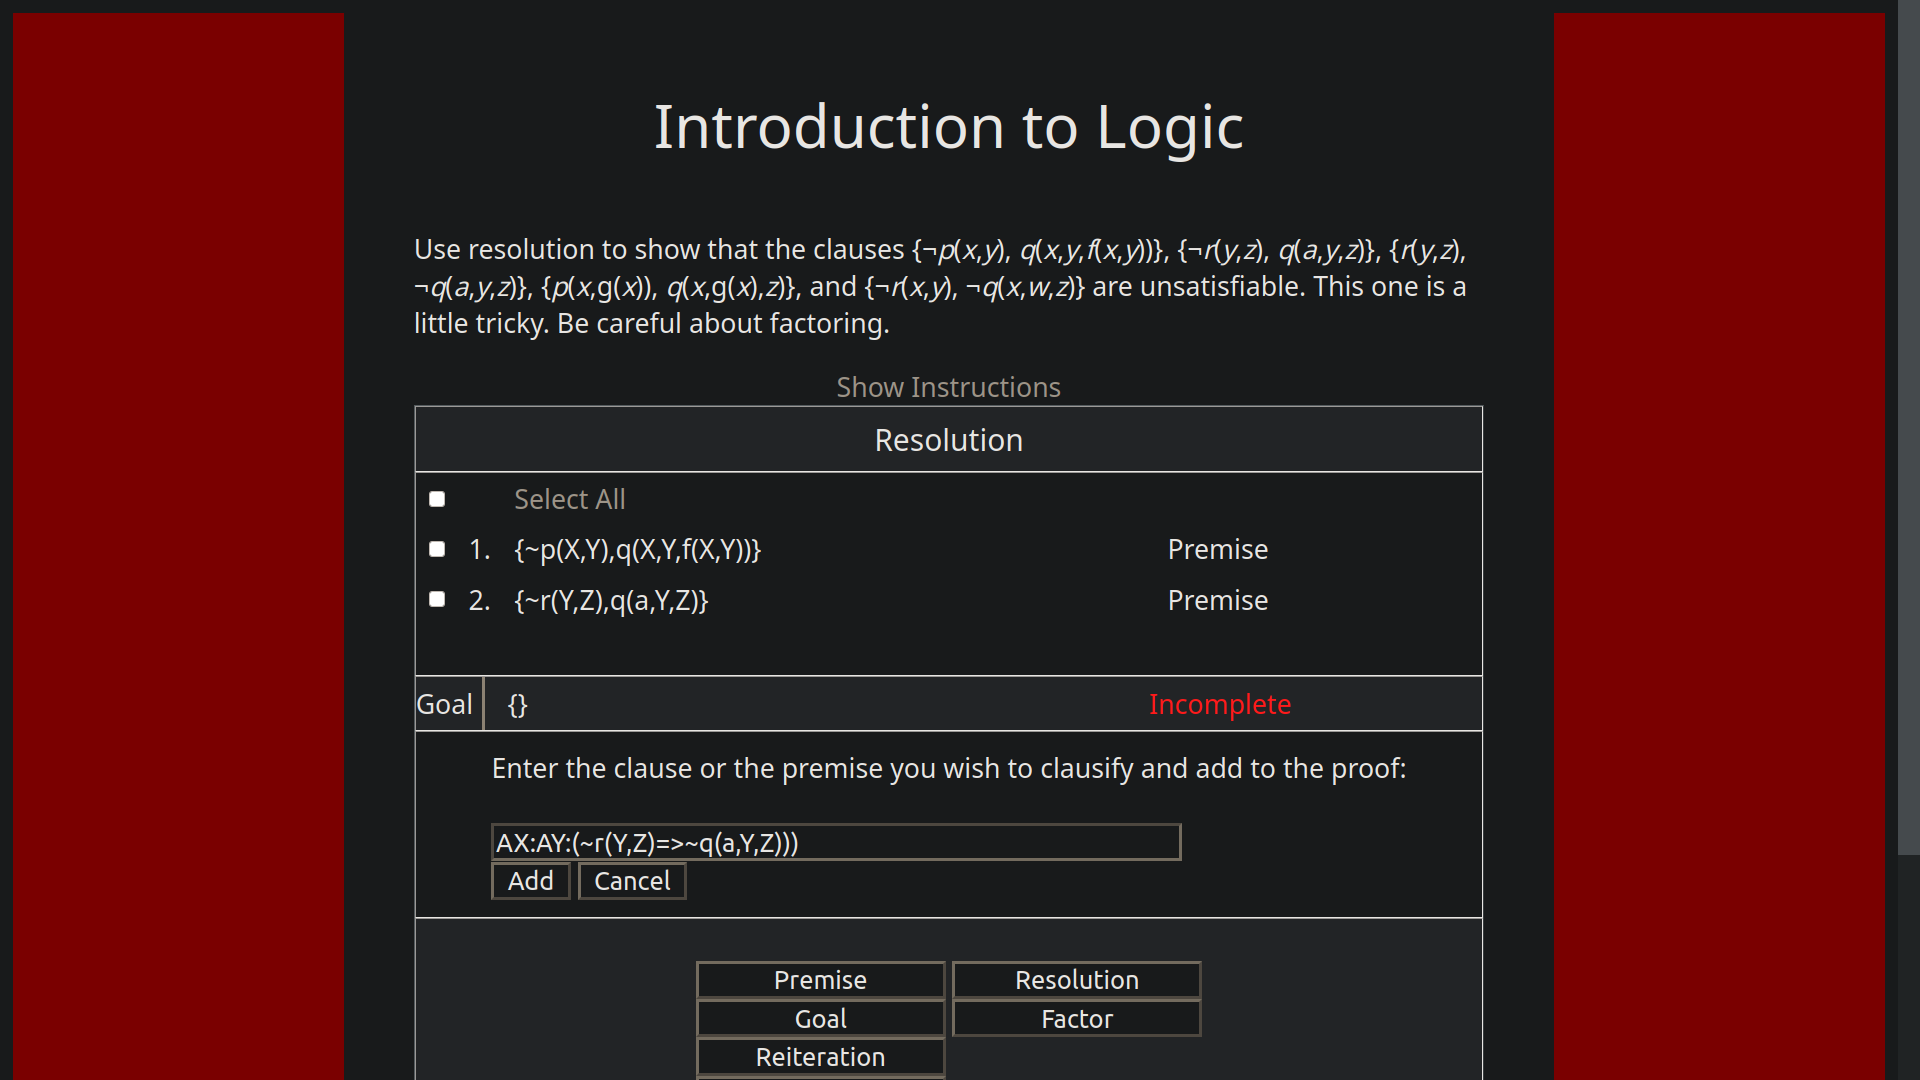 Introduction to Logic
Use resolution to show that the clauses {¬p(x,y), q(x,y,f(x,y))}, {¬r(y,z), q(a,y,z)}, {r(y,z),
¬q(a,y,z)}, {p(x,g(x)), q(x,g(x),z)}, and {¬r(x,y), ¬q(x,w,z)} are unsatisfiable. This one is a
little tricky. Be careful about factoring.
Show Instructions
Resolution
Select All
1. {~p(X,Y),q(X,Y,f(X,Y))} Premise
2. {~r(Y,Z),q(a,Y,Z)} Premise
Goal {} Incomplete
Enter the clause or the premise you wish to clausify and add to the proof:
AX:AY:(~r(Y,Z)=>~q(a,Y,Z)))
Add Cancel
Premise Resolution
Goal Factor
Reiteration